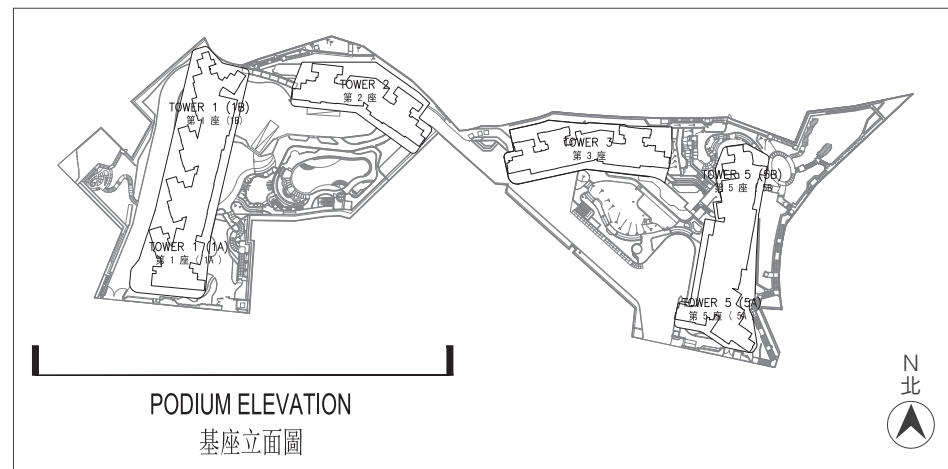 TOWER 1 (1B)
第 1 座 (1B)
TOWER 2
第 2 座
TOWER 3
第 3 座
TOWER 5 (5B)
第 5 座 (5B)
TOWER 1 (1A)
第 1 座 (1A)
TOWER 5 (5A)
第 5 座 (5A)
PODIUM ELEVATION
基座立面圖
N
北